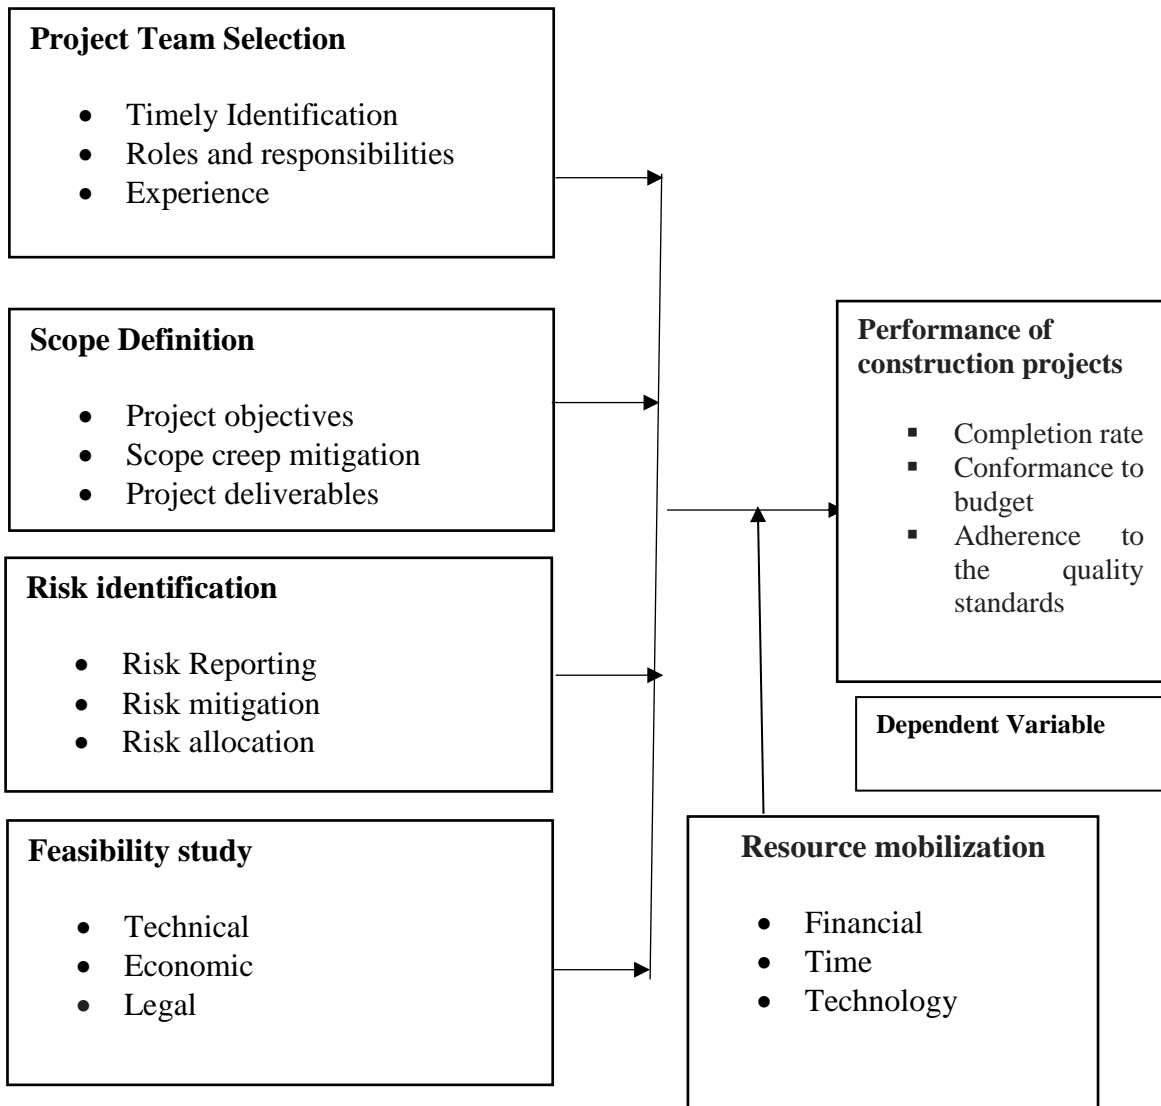 Project Team Selection
• Timely Identification
• Roles and responsibilities
• Experience
Scope Definition
• Project objectives
• Scope creep mitigation
• Project deliverables
Risk identification
• Risk Reporting
• Risk mitigation
• Risk allocation
Feasibility study
• Technical
• Economic
• Legal
Performance of
construction projects
▪ Completion rate
▪ Conformance to
budget
▪ Adherence to
the quality
standards
Dependent Variable
Resource mobilization
• Financial
• Time
• Technology